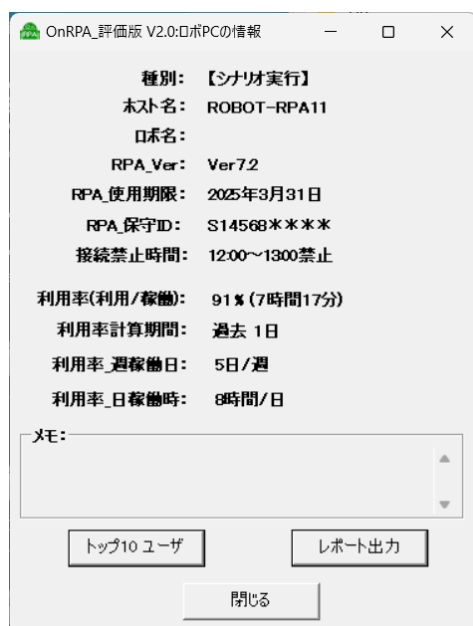 OnRPA_評価版 V2.0:ロボPCの情報
種別: 【シナリオ実行】
ホスト名: ROBOT-RPA11
ロボ名:
RPA_Ver: Ver7.2
RPA_使用期限: 2025年3月31日
RPA_保守ID: S14568＊＊＊＊
接続禁止時間: 12:00～13:00禁止
利用率(利用/稼働): 91％(7時間17分)
利用率計算期間: 過去 1日
利用率_週稼働日: 5日/週
利用率_日稼働時: 8時間/日
メモ:
トップ10 ユーザ レポート出力
閉じる